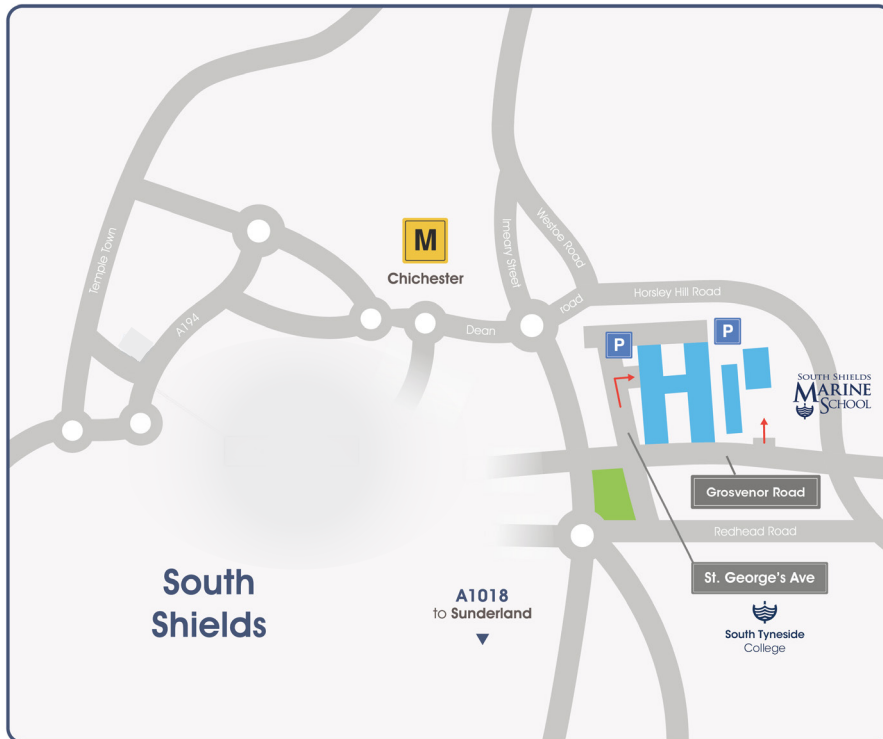 Temple Town
A194
M
Chichester
Dean
road
Imeary Street
Westoe Road
Horsley Hill Road
P
P
SOUTH SHIELDS
MARINE
SCHOOL
Grosvenor Road
Redhead Road
St. George's Ave
South
Shields
A1018
to Sunderland
South Tyneside
College